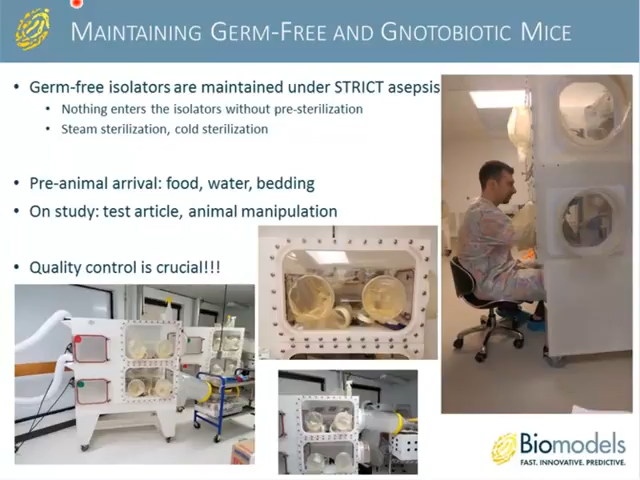 MAINTAINING GERM-FREE AND GNOTOBIOTIC MICE
• Germ-free isolators are maintained under STRICT asepsis
• Nothing enters the isolators without pre-sterilization
• Steam sterilization, cold sterilization
• Pre-animal arrival: food, water, bedding
• On study: test article, animal manipulation
• Quality control is crucial!!!
Biomodels
FAST. INNOVATIVE. PREDICTIVE.